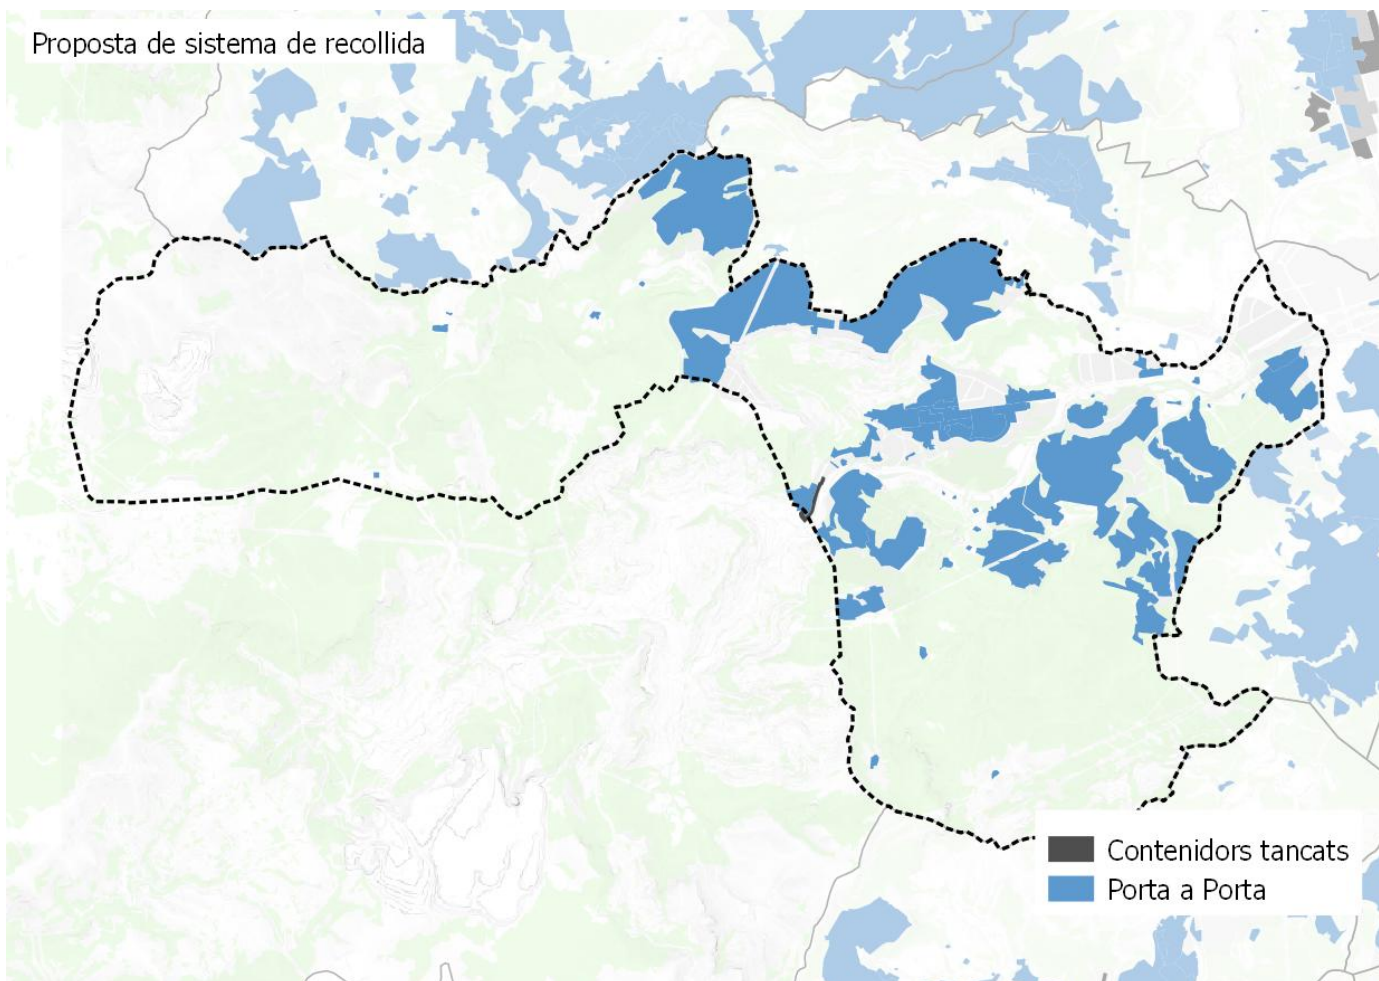 Proposta de sistema de recollida
Contenidors tancats
Porta a Porta